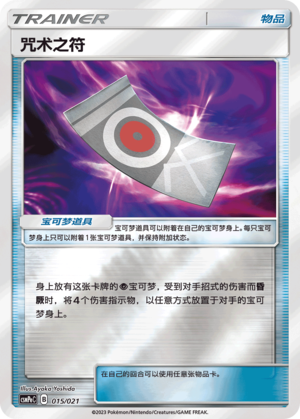 TRAINER
物品
咒术之符
宝可梦道具
宝可梦道具可以附着在自己的宝可梦身上。每只宝可
梦身上只可以附着1张宝可梦道具，并保持附加状态。
身上放有这张卡牌的宝可梦，受到对手招式的伤害而昏
厥时，将4个伤害指示物，以任意方式放置于对手的宝可
梦身上。
Illus. Ayaka Yoshida
015/021
在自己的回合可以使用任意张物品卡。
©2023 Pokémon/Nintendo/Creatures/GAME FREAK.